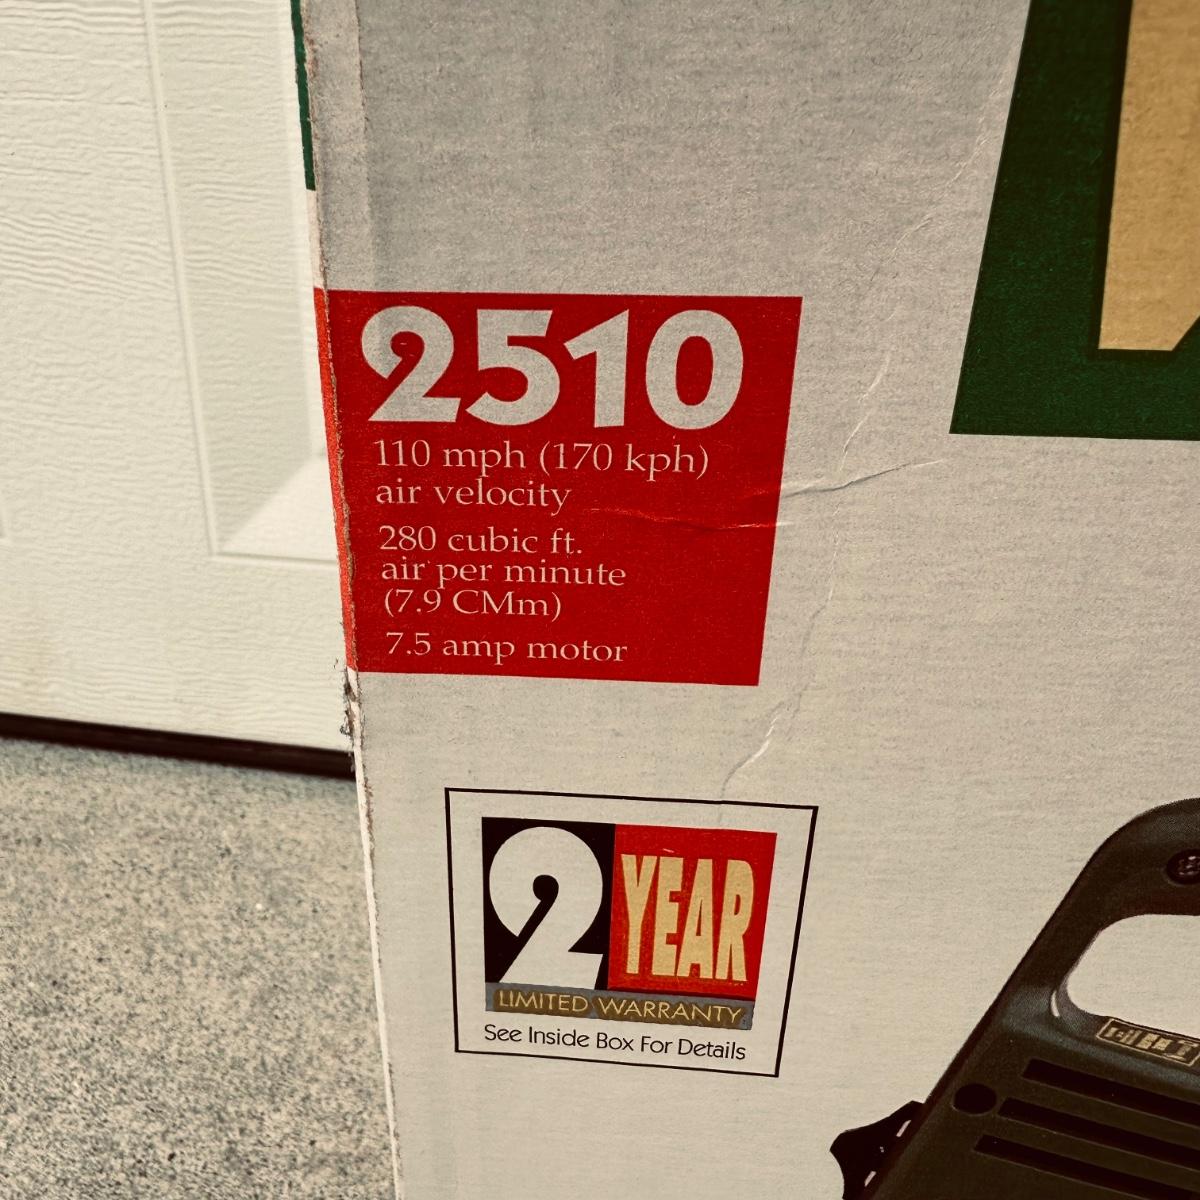 2510
110 mph (170 kph)
air velocity
280 cubic ft.
air per minute
(7.9 CMm)
7.5 amp motor
2 YEAR
LIMITED WARRANTY
See Inside Box For Details